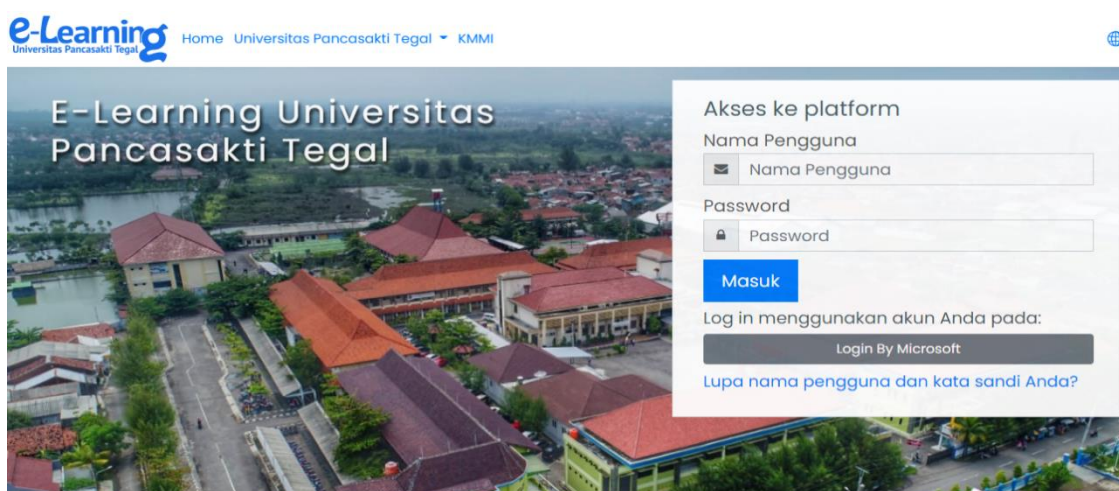 e-Learning
Universitas Pancasakti Tegal
Home Universitas Pancasakti Tegal KMMI
E-Learning Universitas
Pancasakti Tegal
Akses ke platform
Nama Pengguna
Nama Pengguna
Password
Password
Masuk
Log in menggunakan akun Anda pada:
Login By Microsoft
Lupa nama pengguna dan kata sandi Anda?